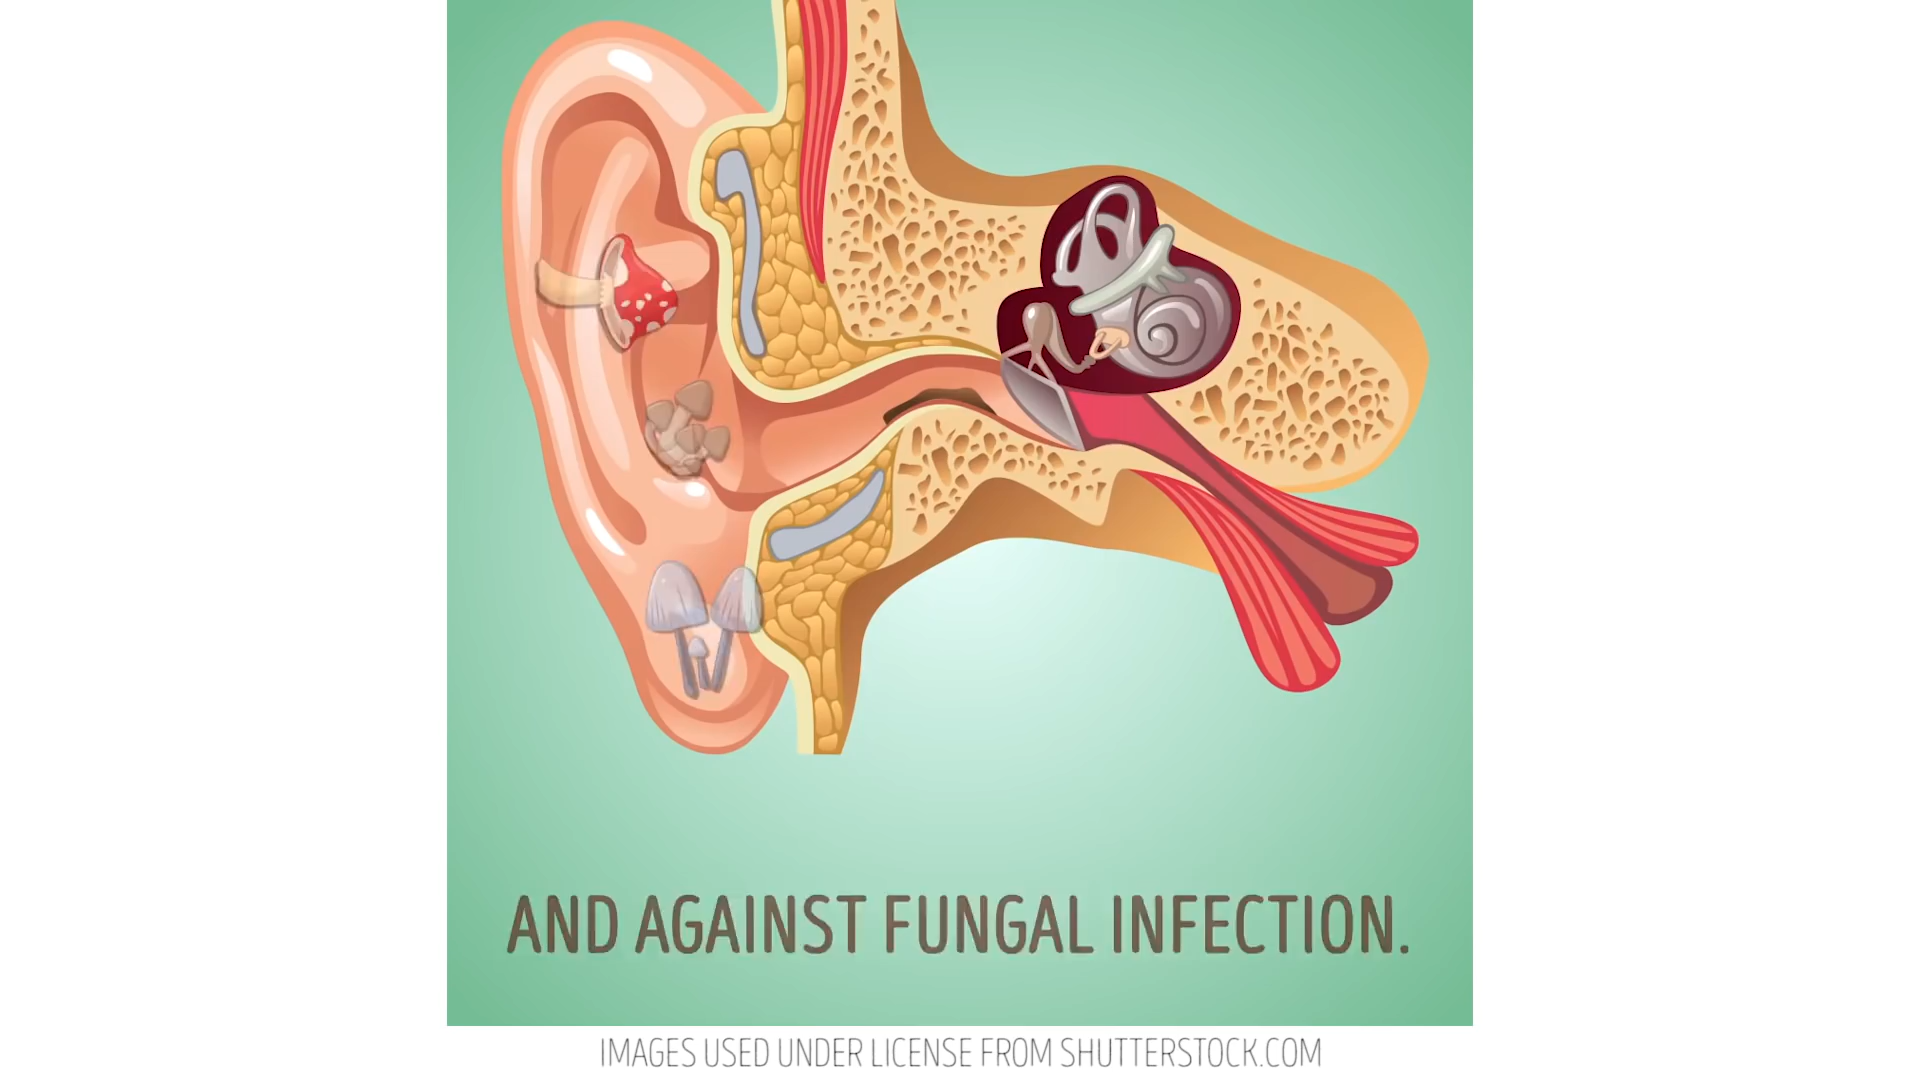 AND AGAINST FUNGAL INFECTION.
IMAGES USED UNDER LICENSE FROM SHUTTERSTOCK.COM